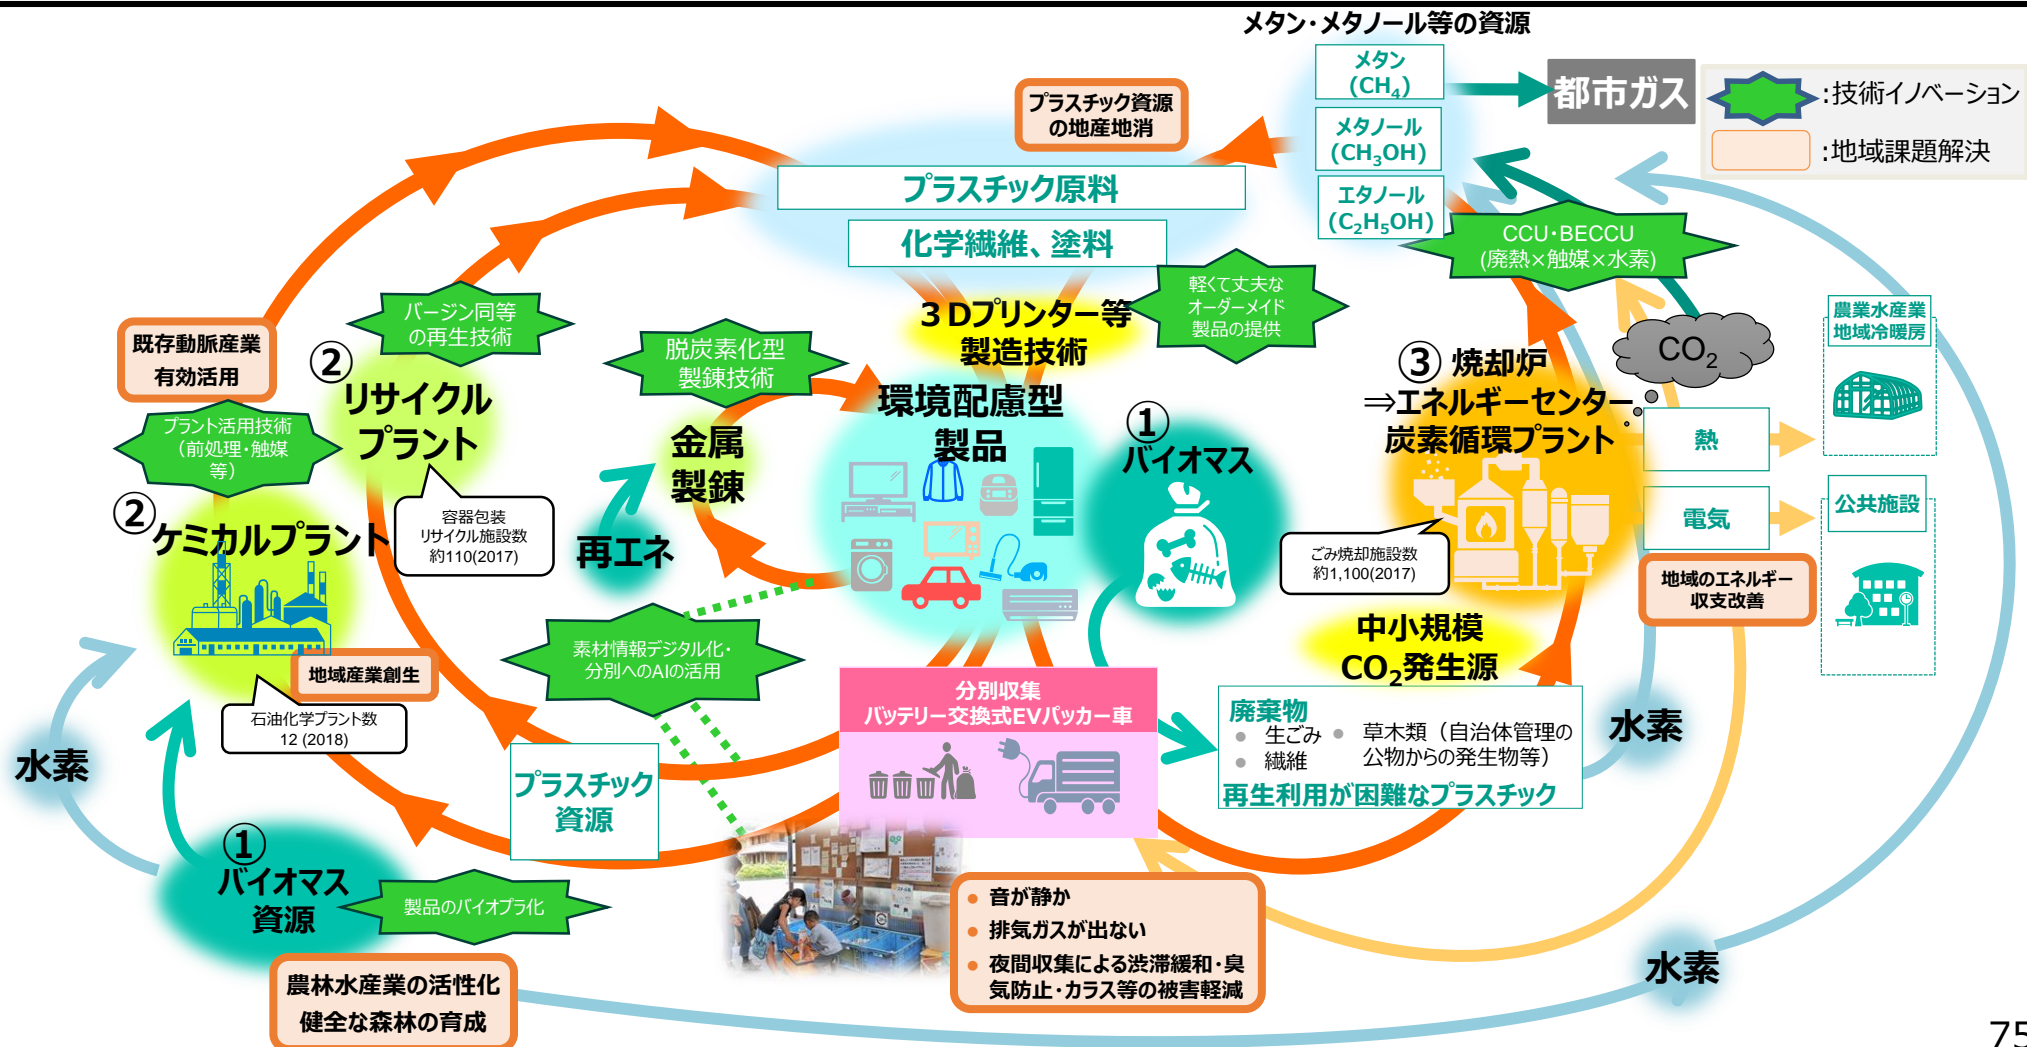 メタン・メタノール等の資源
メタン
(CH₄)
都市ガス
:技術イノベーション
:地域課題解決
プラスチック資源
の地産地消
メタノール
(CH₃OH)
エタノール
(C₂H₅OH)
プラスチック原料
化学繊維、塗料
CCU・BECCU
(廃熱×触媒×水素)
軽くて丈夫な
オーダーメイド
製品の提供
3Dプリンター等
製造技術
バージン同等
の再生技術
既存動脈産業
有効活用
②
リサイクル
プラント
脱炭素化型
製錬技術
金属
製錬
環境配慮型
製品
①
バイオマス
③ 焼却炉
⇒エネルギーセンター
炭素循環プラント
CO₂
農業水産業
地域冷暖房
熱
電気
公共施設
プラント活用技術
(前処理・触媒
等)
②
ケミカルプラント
容器包装
リサイクル施設数
約110(2017)
再エネ
ごみ焼却施設数
約1,100(2017)
地域のエネルギー
収支改善
中小規模
CO₂発生源
素材情報デジタル化・
分別へのAIの活用
地域産業創生
石油化学プラント数
12 (2018)
分別収集
バッテリー交換式EVパッカー車
廃棄物
● 生ごみ
● 繊維
● 草木類（自治体管理の
公物からの発生物等）
再生利用が困難なプラスチック
水素
水素
プラスチック
資源
①
バイオマス
資源
製品のバイオプラ化
農林水産業の活性化
健全な森林の育成
● 音が静か
● 排気ガスが出ない
● 夜間収集による渋滞緩和・臭
気防止・カラス等の被害軽減
水素
75